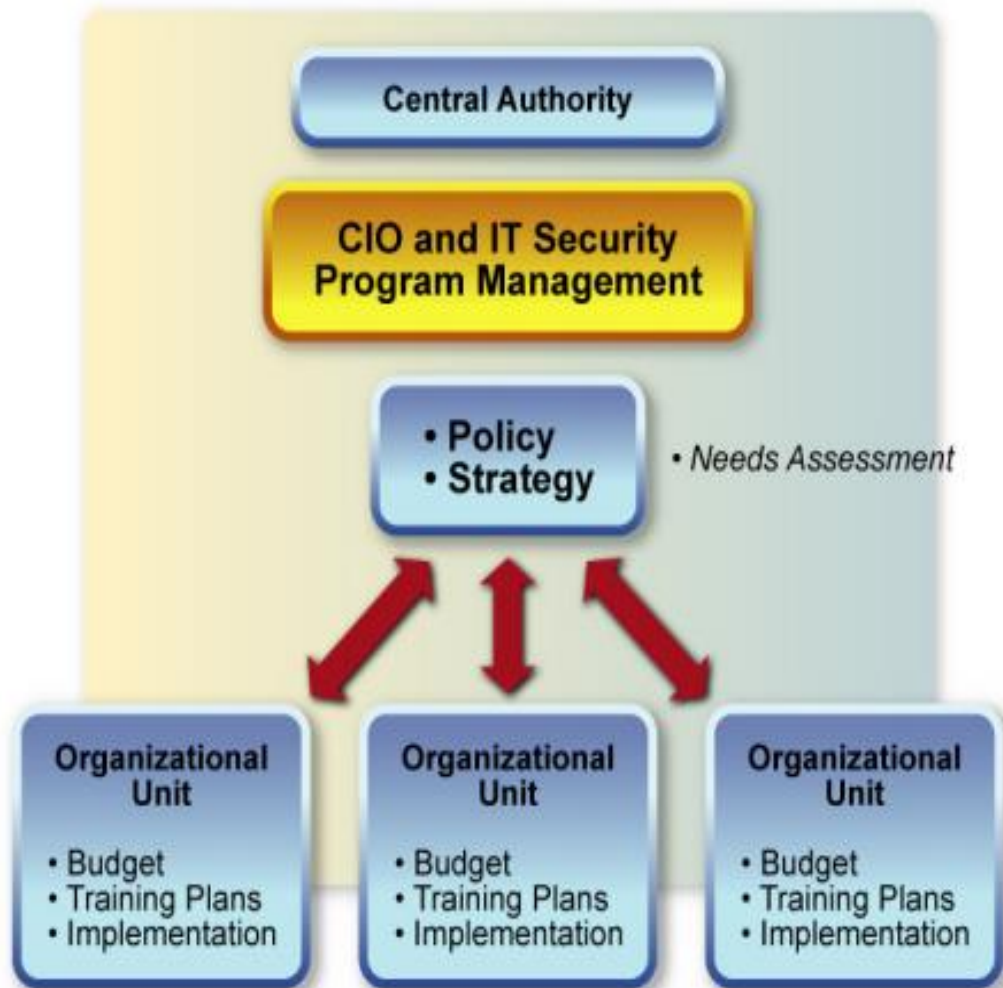 Central Authority
CIO and IT Security
Program Management
• Policy
• Strategy
• Needs Assessment
Organizational
Unit
• Budget
• Training Plans
• Implementation
Organizational
Unit
• Budget
• Training Plans
• Implementation
Organizational
Unit
• Budget
• Training Plans
• Implementation